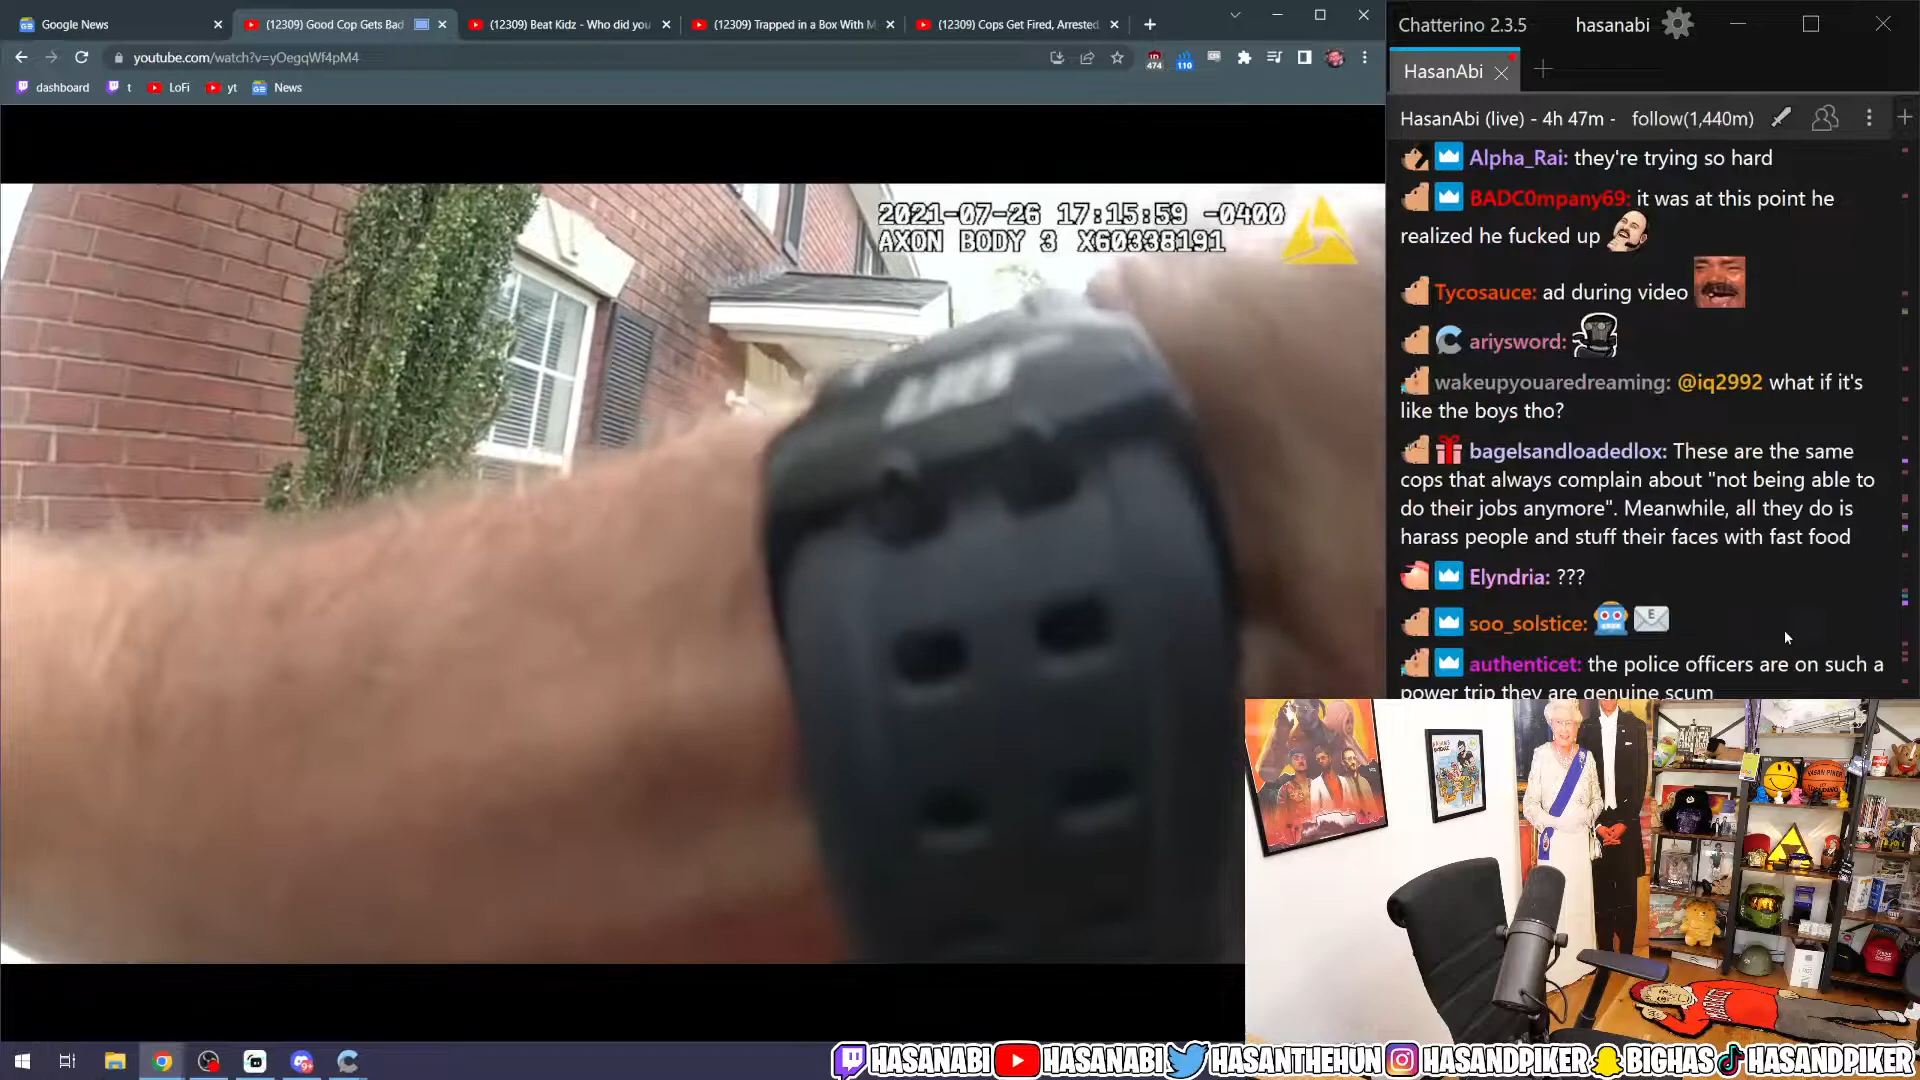 Google News
(12309) Good Cop Gets Bad
(12309) Beat Kidz - Who did you
(12309) Trapped in a Box With M
(12309) Cops Get Fired, Arrested,
youtube.com/watch?v=yOegqWf4pM4
474
110
dashboard
t
LoFi
yt
News
2021-07-26 17:15:59 -0400
AXON BODY 3 X60338191
Chatterino 2.3.5
hasanabi
HasanAbi
HasanAbi (live) - 4h 47m - follow(1,440m)
Alpha_Rai: they're trying so hard
BADC0mpany69: it was at this point he
realized he fucked up
Tycosauce: ad during video
ariysword:
wakeupyouaredreaming: @iq2992 what if it's
like the boys tho?
bagelsandloadedlox: These are the same
cops that always complain about "not being able to
do their jobs anymore". Meanwhile, all they do is
harass people and stuff their faces with fast food
Elyndria: ???
soo_solstice:
E
authenticet: the police officers are on such a
power trip they are genuine scum
HASANABI
HASANABI
HASANTHEHUN
HASANDPIKER
BIGHAS
HASANDPIKER